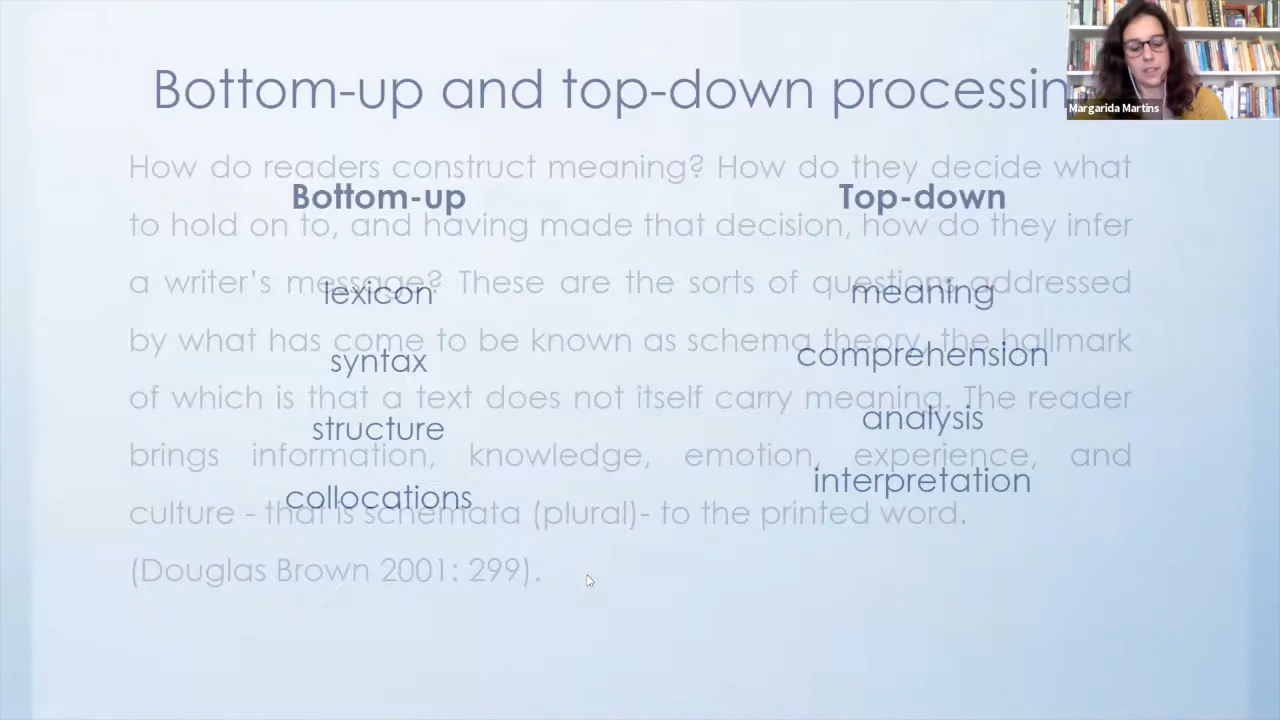 Bottom-up and top-down processin
Margarida Martins
How do readers construct meaning? How do they decide what
Bottom-up
Top-down
to hold on to, and having made that decision, how do they infer
a writer's message? These are the sorts of questions addressed
lexicon
meaning
by what has come to be known as schema theory, the hallmark
syntax
comprehension
of which is that a text does not itself carry meaning. The reader
structure
analysis
brings information, knowledge, emotion, experience, and
collocations
interpretation
culture - that is schemata (plural)- to the printed word.
(Douglas Brown 2001: 299).